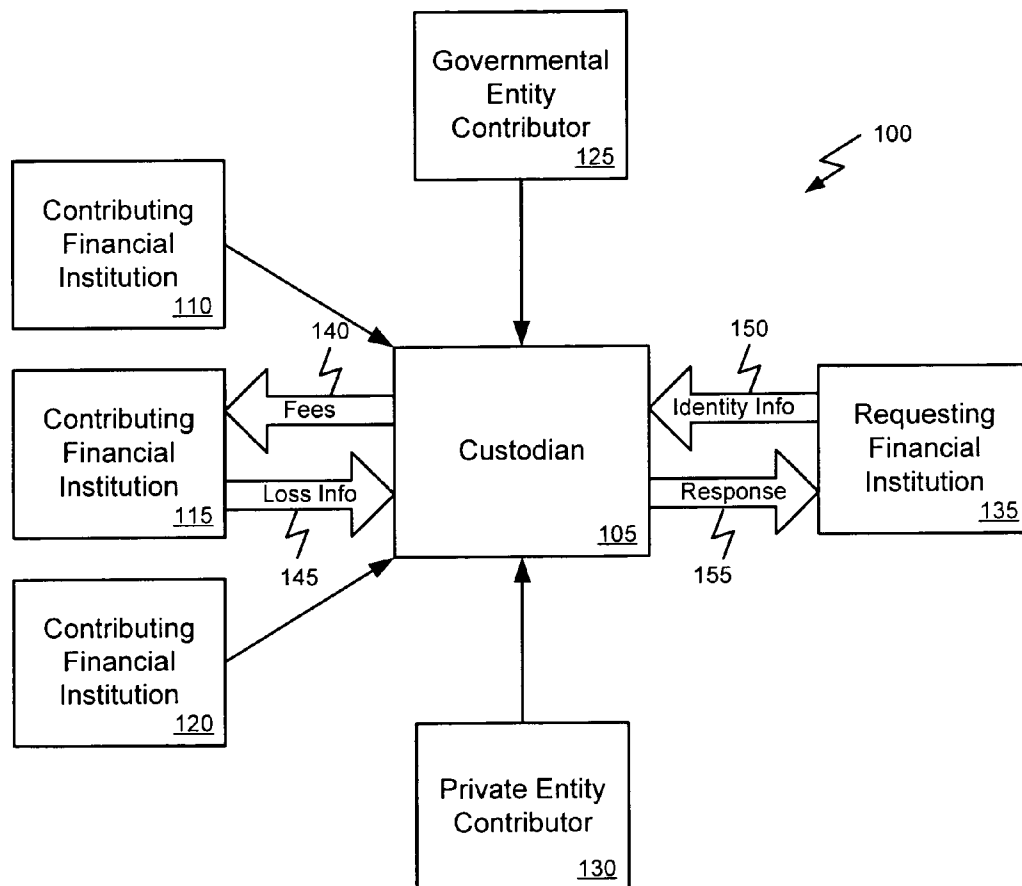 Governmental
Entity
Contributor
125
100
Contributing
Financial
Institution
110
140
150
Fees
Identity Info
Contributing
Financial
Institution
115
Custodian
105
Requesting
Financial
Institution
135
Loss Info
Response
145
155
Contributing
Financial
Institution
120
Private Entity
Contributor
130